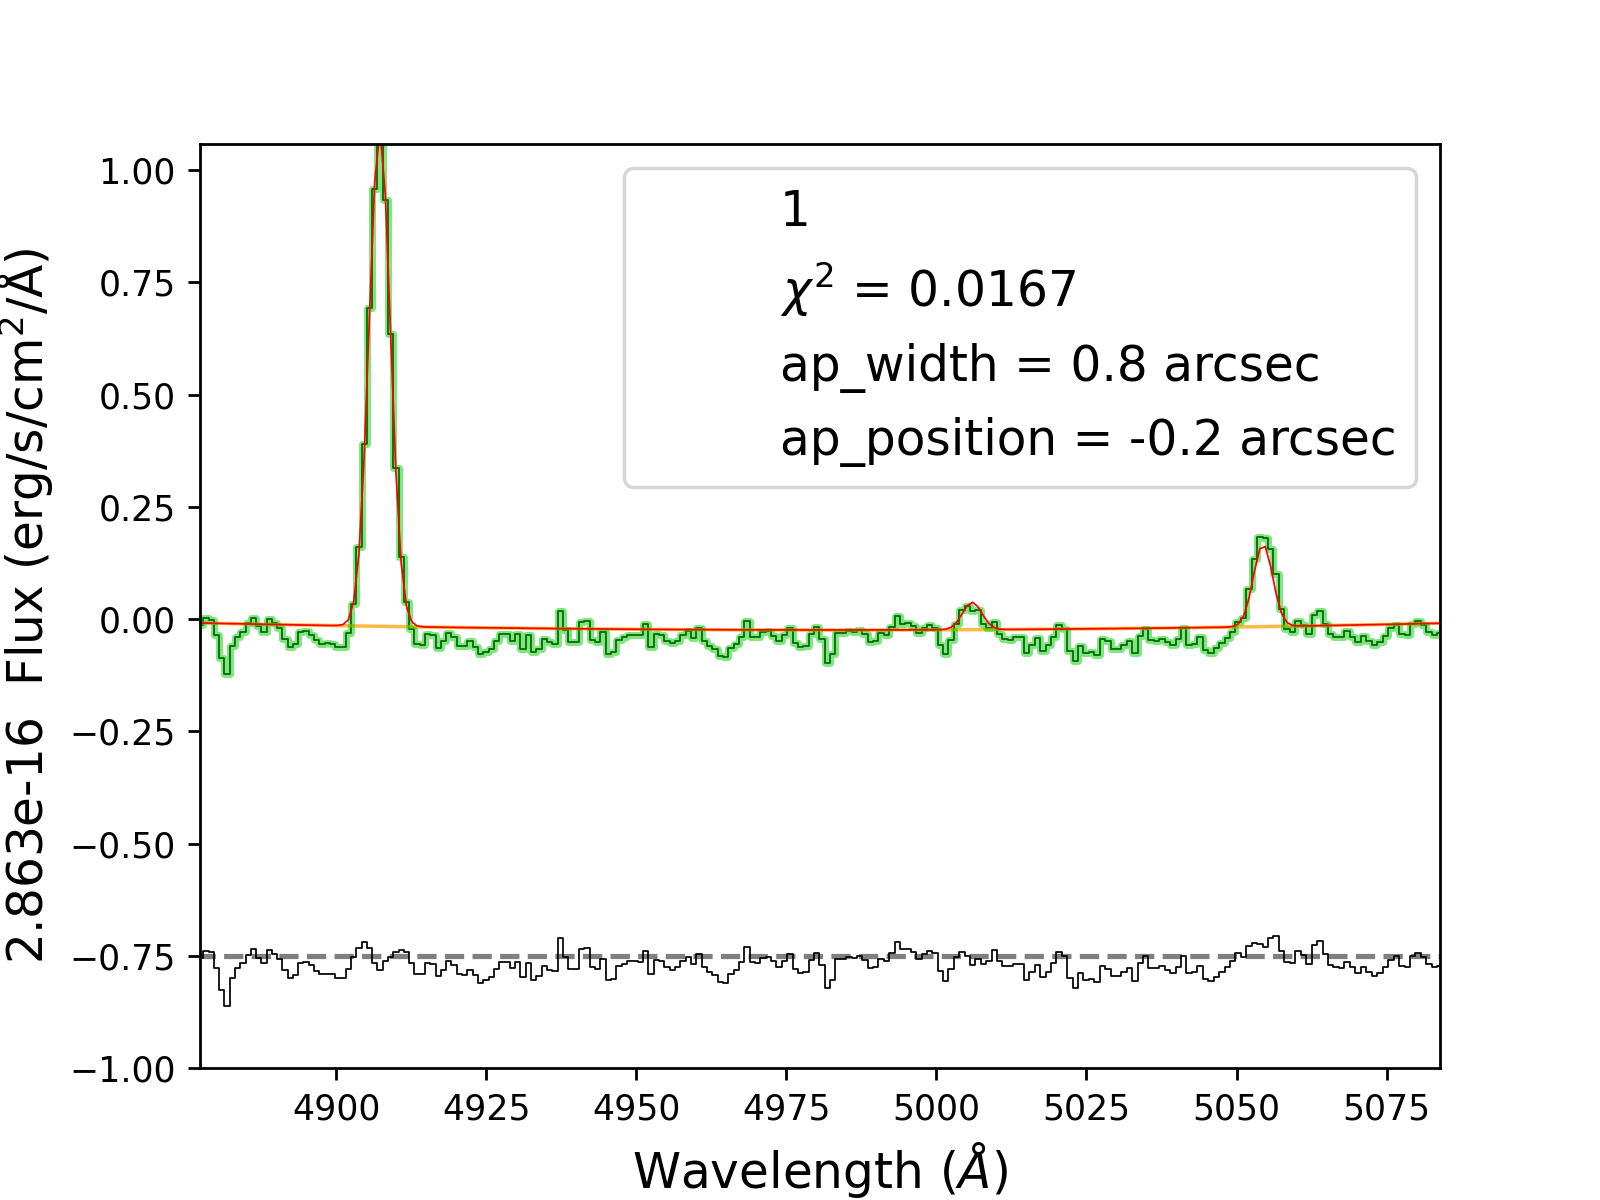 1
χ² = 0.0167
ap_width = 0.8 arcsec
ap_position = -0.2 arcsec
2.863e-16 Flux (erg/s/cm²/Å)
1.00
0.75
0.50
0.25
0.00
−0.25
−0.50
−0.75
−1.00
4900 4925 4950 4975 5000 5025 5050 5075
Wavelength (Å)